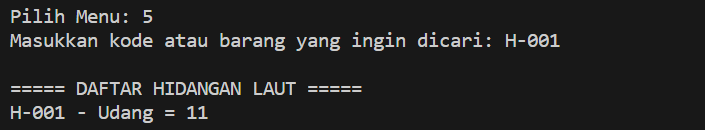 Pilih Menu: 5
Masukkan kode atau barang yang ingin dicari: H-001
===== DAFTAR HIDANGAN LAUT =====
H-001 - Udang = 11